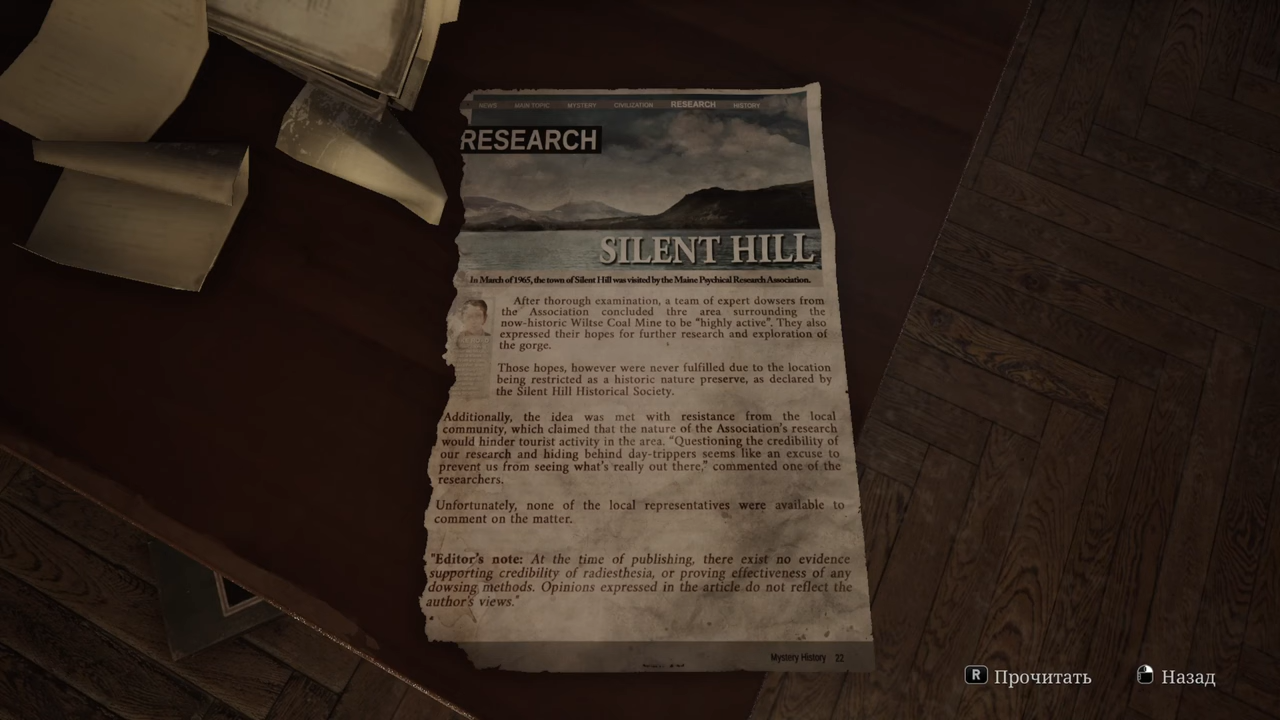 NEWS MAIN TOPIC MYSTERY CIVILIZATION RESEARCH HISTORY
RESEARCH
SILENT HILL
In March of 1965, the town of Silent Hill was visited by the Maine Psychical Research Association.
After thorough examination, a team of expert dowsers from
the Association concluded thre area surrounding the
now-historic Wiltse Coal Mine to be "highly active". They also
expressed their hopes for further research and exploration of
the gorge.
Those hopes, however were never fulfilled due to the location
being restricted as a historic nature preserve, as declared by
the Silent Hill Historical Society.
Additionally, the idea was met with resistance from the local
community, which claimed that the nature of the Association's research
would hinder tourist activity in the area. "Questioning the credibility of
our research and hiding behind day-trippers seems like an excuse to
prevent us from seeing what's really out there," commented one of the
researchers.
Unfortunately, none of the local representatives were available to
comment on the matter.
"Editor's note: At the time of publishing, there exist no evidence
supporting credibility of radiesthesia, or proving effectiveness of any
dowsing methods. Opinions expressed in the article do not reflect the
author's views."
Mystery History 22
R Прочитать
Назад